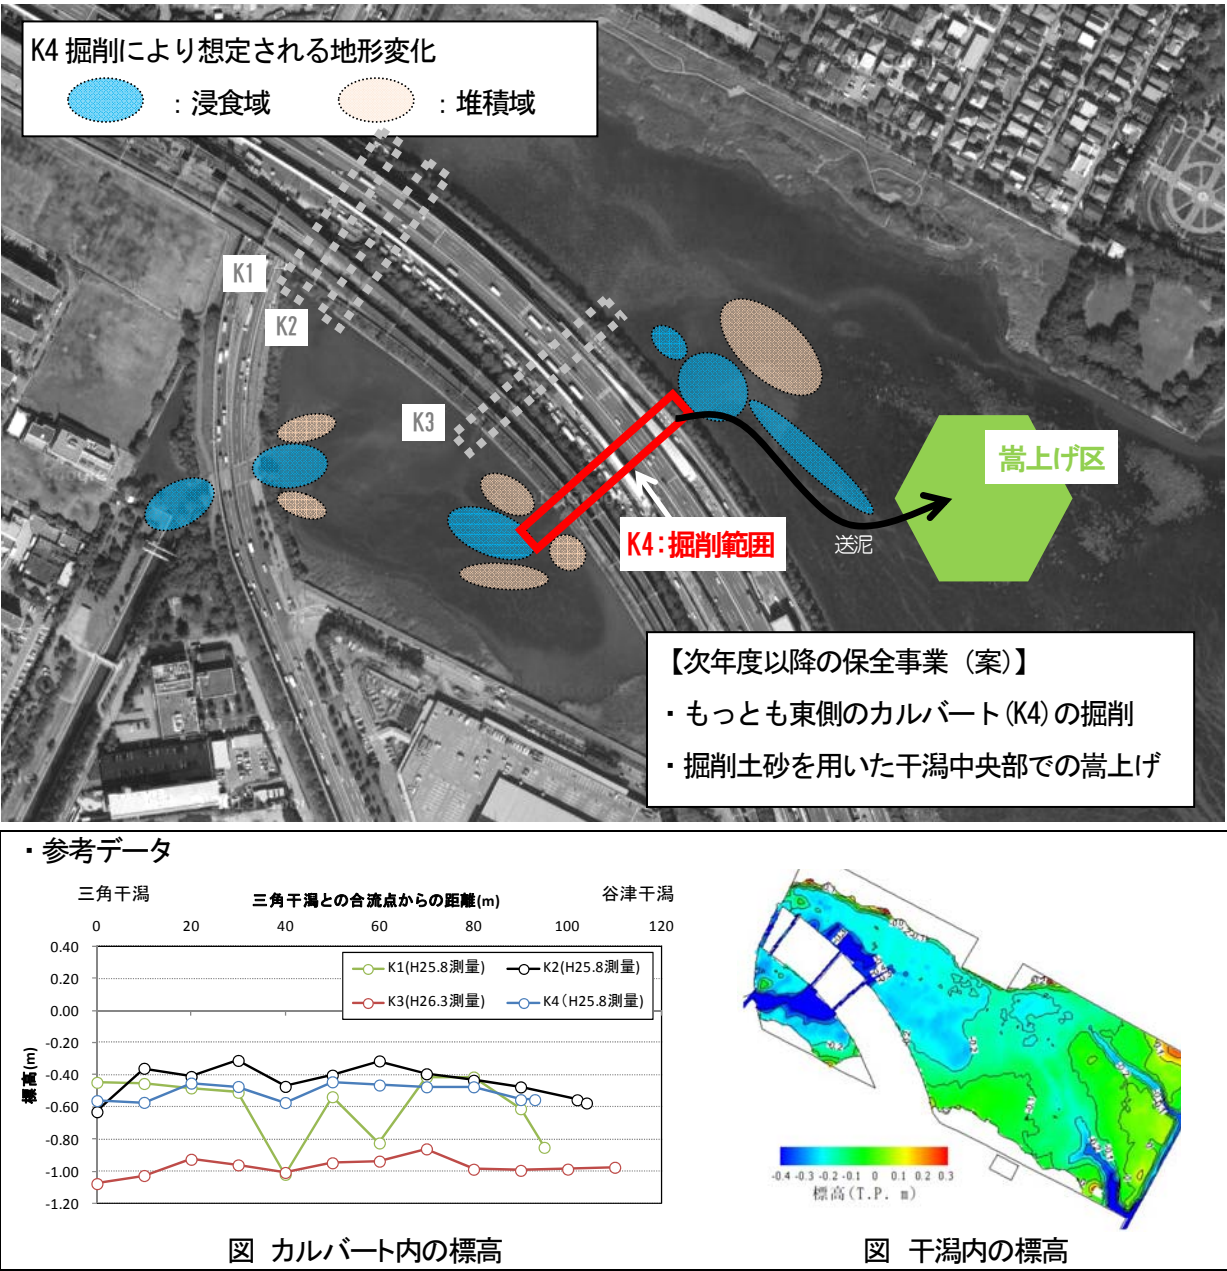 K4 掘削により想定される地形変化
：浸食域
：堆積域
K1
K2
K3
嵩上げ区
K4：掘削範囲
送泥
【次年度以降の保全事業（案）】
・もっとも東側のカルバート(K4)の掘削
・掘削土砂を用いた干潟中央部での嵩上げ
・参考データ
三角干潟
三角干潟との合流点からの距離(m)
谷津干潟
0 20 40 60 80 100 120
0.40
0.20
0.00
-0.20
-0.40
-0.60
-0.80
-1.00
-1.20
標高(m)
K1(H25.8測量)
K2(H25.8測量)
K3(H26.3測量)
K4（H25.8測量)
図 カルバート内の標高
-0.4 -0.3 -0.2 -0.1 0 0.1 0.2 0.3
標高(T.P. m)
図 干潟内の標高